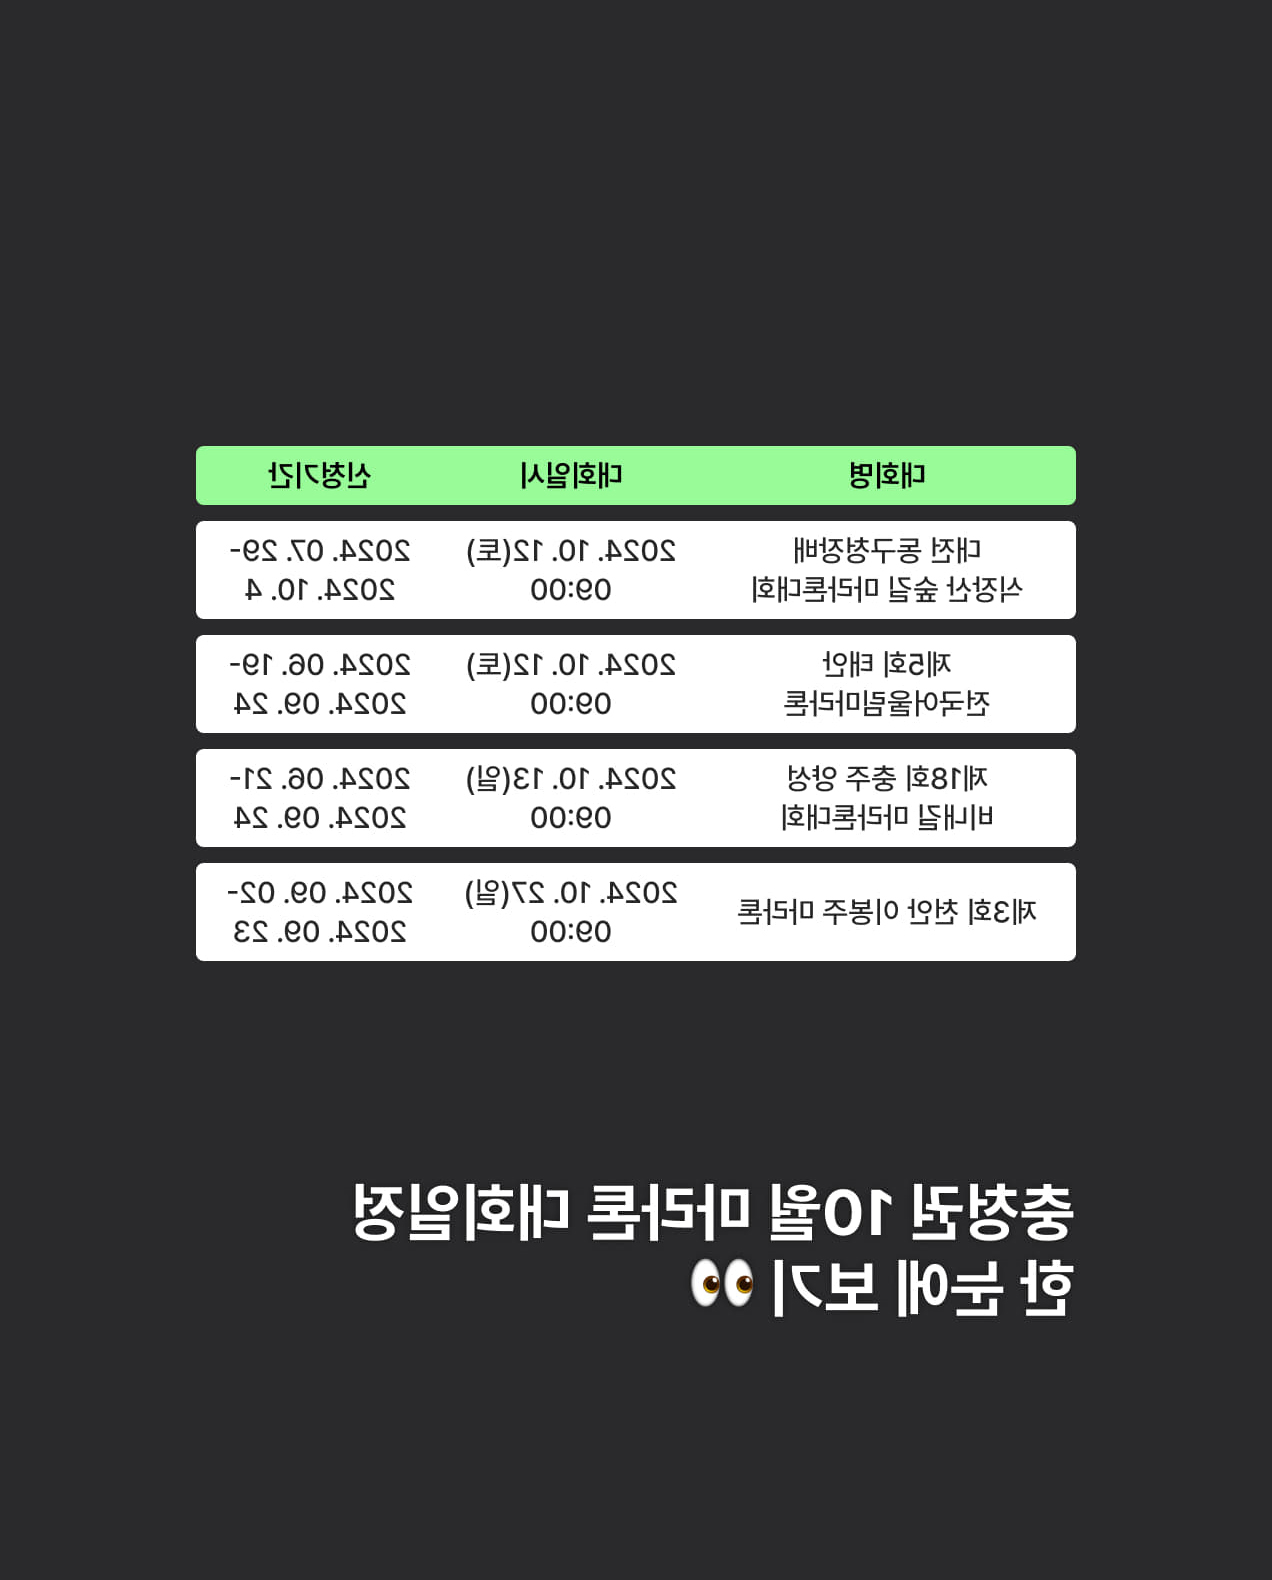 대회명 대회일시 신청기간
대전 동구청장배
식장산 숲길 마라톤대회
2024. 10. 12(토)
09:00
2024. 07. 29-
2024. 10. 4
제5회 태안
전국어울림마라톤
2024. 10. 12(토)
09:00
2024. 06. 19-
2024. 09. 24
제18회 충주 앙성
비내길 마라톤대회
2024. 10. 13(일)
09:00
2024. 06. 21-
2024. 09. 24
제3회 천안 이봉주 마라톤
2024. 10. 27(일)
09:00
2024. 09. 02-
2024. 09. 23
충청권 10월 마라톤 대회일정
한 눈에 보기 👀